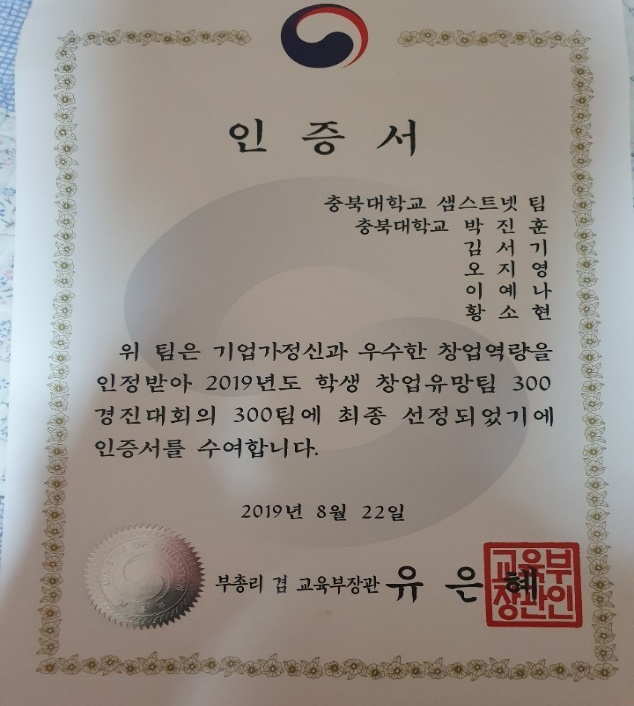 인증서
충북대학교 샘스트넷 팀
충북대학교 박진훈
김서기
오지영
이예나
황소현
위 팀은 기업가정신과 우수한 창업역량을
인정받아 2019년도 학생 창업유망팀 300
경진대회의 300팀에 최종 선정되었기에
인증서를 수여합니다.
2019년 8월 22일
부총리 겸 교육부장관 유은혜
교육부
장관인